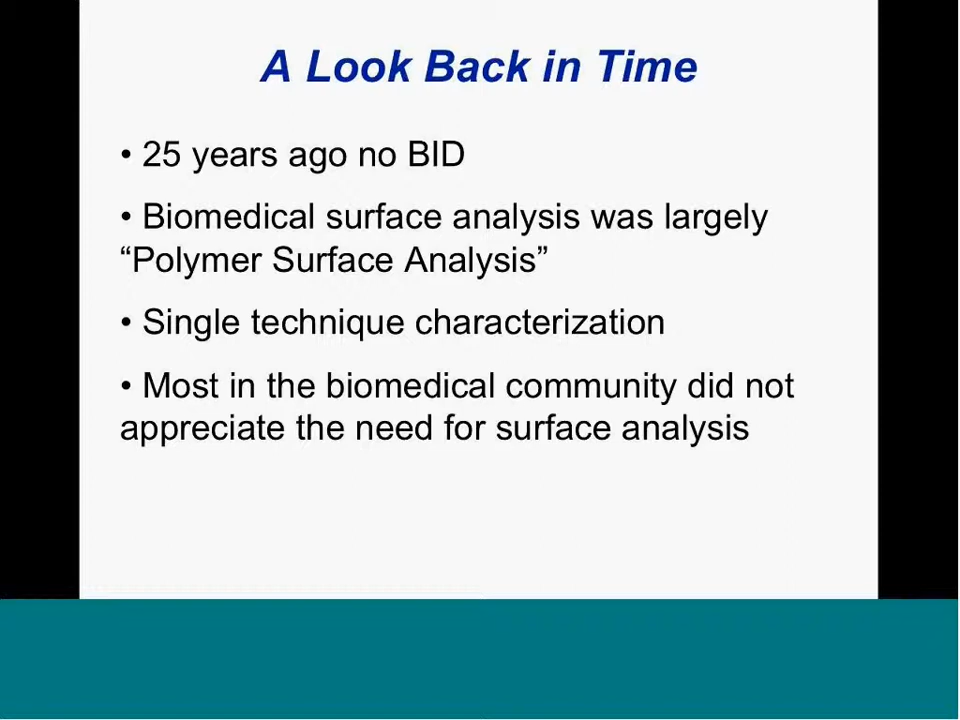 A Look Back in Time
• 25 years ago no BID
• Biomedical surface analysis was largely
“Polymer Surface Analysis”
• Single technique characterization
• Most in the biomedical community did not
appreciate the need for surface analysis